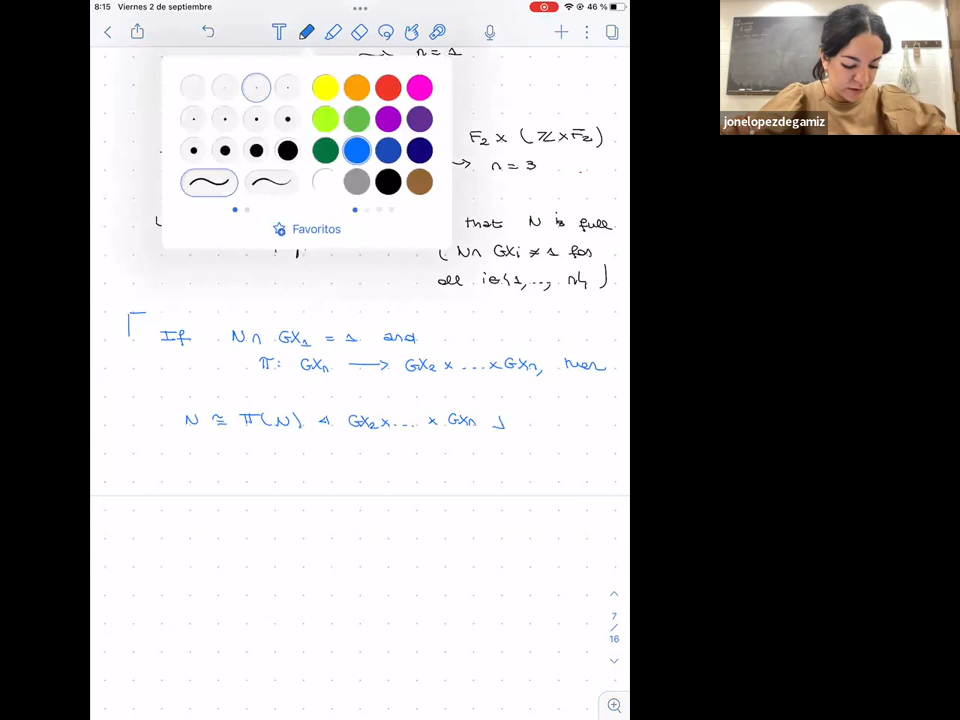 8:15 Viernes 2 de septiembre
46 %
n = 1
F₂ × (ℤ × F₂)
→ n = 3
that N is full
(N∩ GXi ≠ 1 for
all i∈{1,..., n})
Favoritos
If N∩ GX₁ = 1 and
π: GXn → GX₂ × ... × GXn, then
N ≅ π(N) ◁ GX₂ × ... × GXn ┘
7
/
16
jonelopezdegamiz